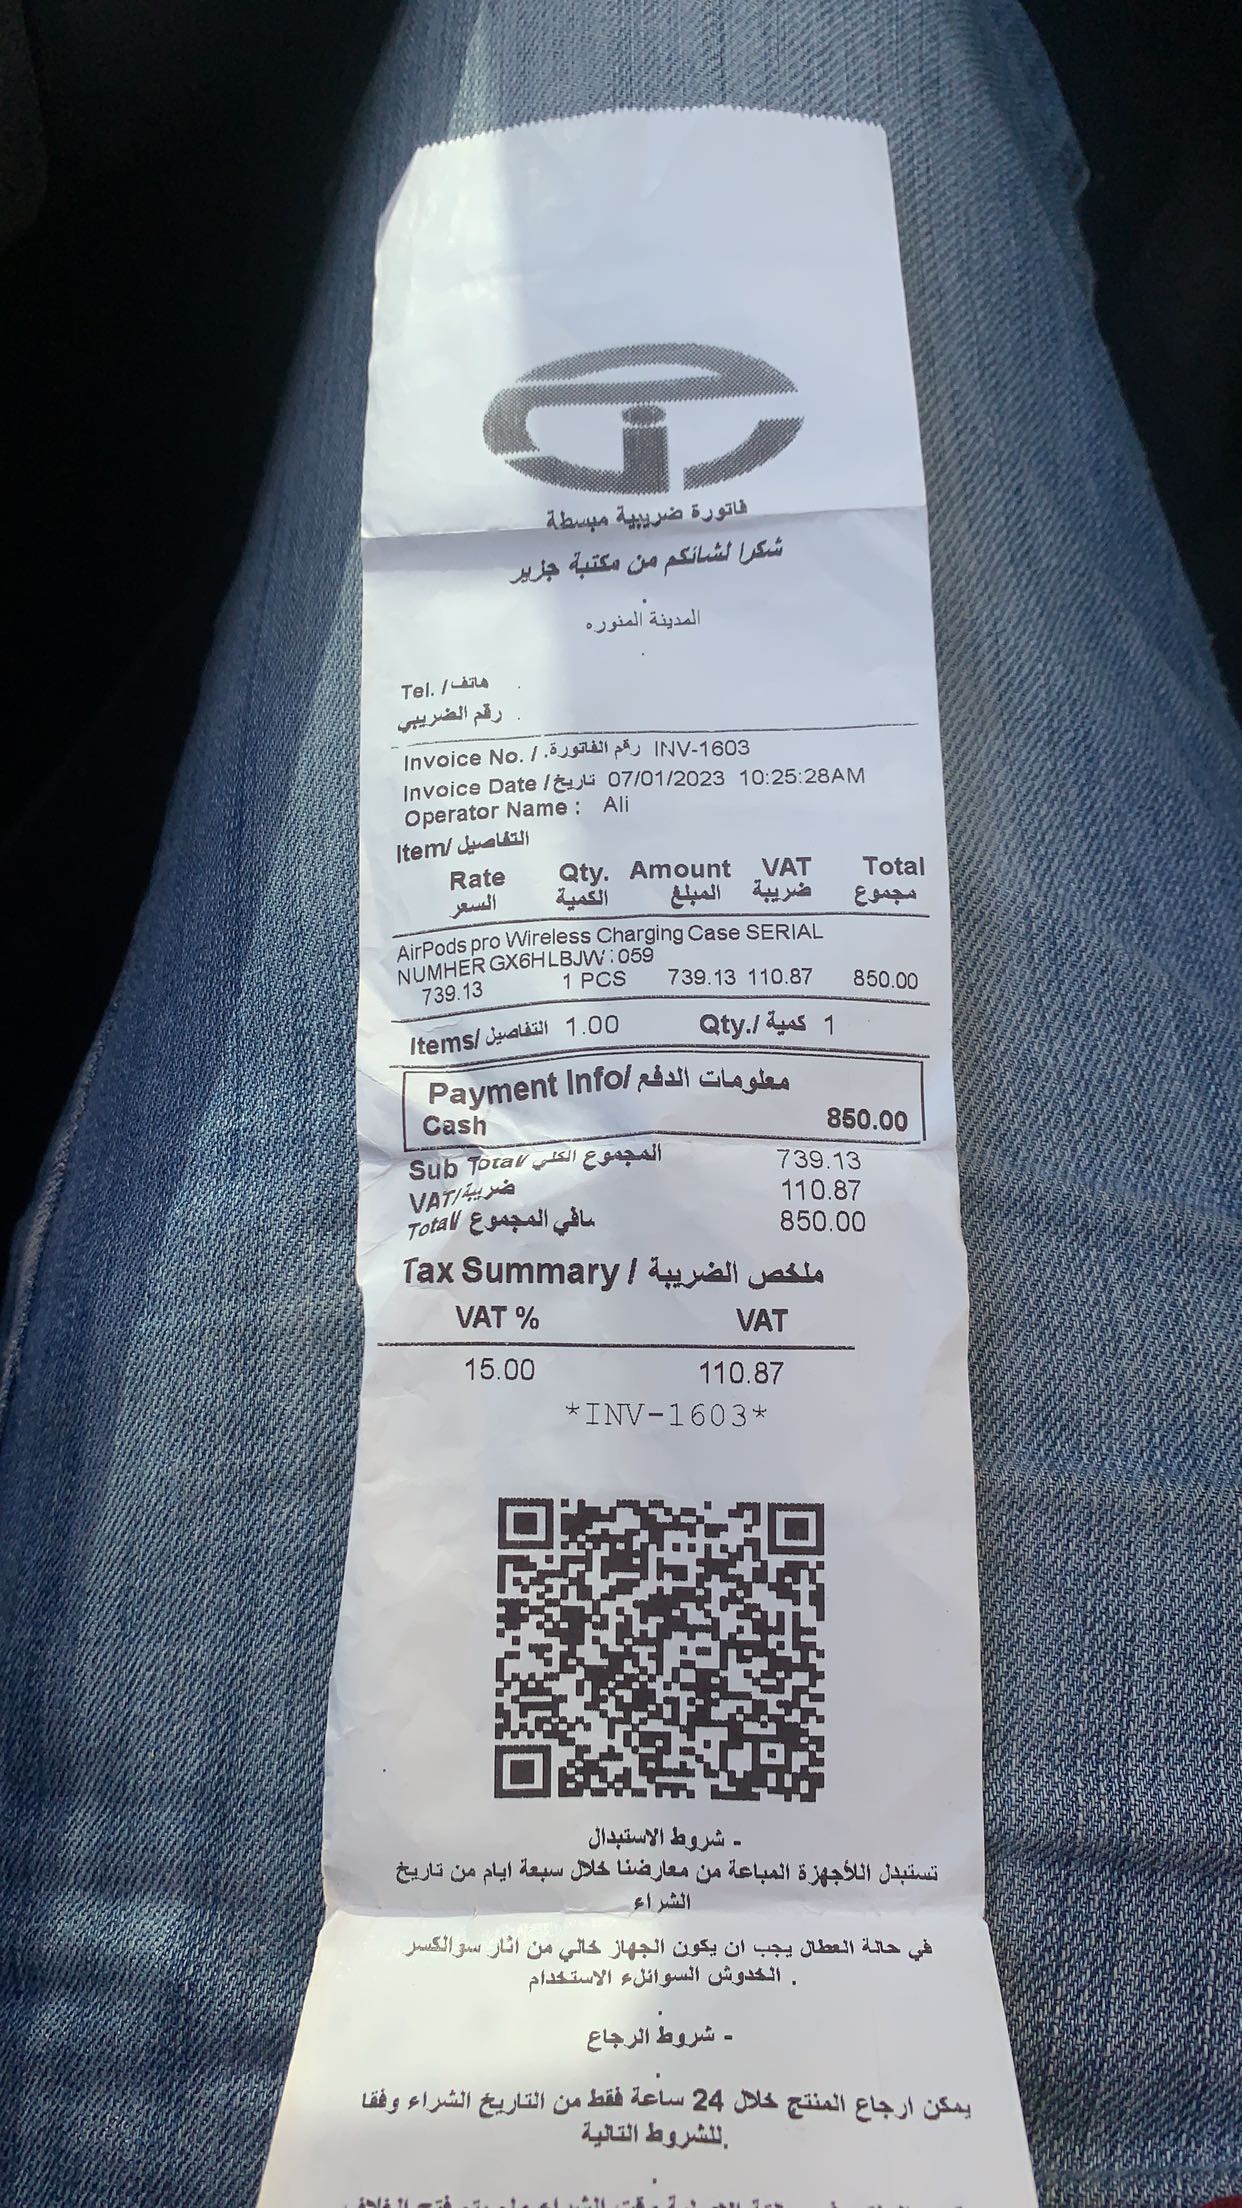 فاتورة ضريبية مبسطة
شكرا لشائكم من مكتبة جزير
المدينة المنوره
Tel. / هاتف .
رقم الضريبي .
Invoice No. / رقم الفاتورة. INV-1603
Invoice Date / تاريخ 07/01/2023 10:25:28AM
Operator Name : Ali
Item/ التفاصيل
Rate Qty. Amount VAT Total
السعر الكمية المبلغ ضريبة مجموع
AirPods pro Wireless Charging Case SERIAL
NUMHER GX6HLBJW : 059
739.13 1 PCS 739.13 110.87 850.00
Items/ التفاصيل 1.00 Qty./ كمية 1
Payment Info/ معلومات الدفع
Cash 850.00
Sub Total/ المجموع الكلي 739.13
VAT/ضريبة 110.87
Total/ صافي المجموع 850.00
Tax Summary / ملخص الضريبة
VAT % VAT
15.00 110.87
*INV-1603*
- شروط الاستبدال
تستبدل اللأجهزة المباعة من معارضنا خلال سبعة ايام من تاريخ
الشراء
في حالة العطال يجب ان يكون الجهاز خالي من اثار سوالكسر
. الخدوش السوائلء الاستخدام
- شروط الرجاع
يمكن ارجاع المنتج خلال 24 ساعة فقط من التاريخ الشراء وفقا
للشروط التالية.